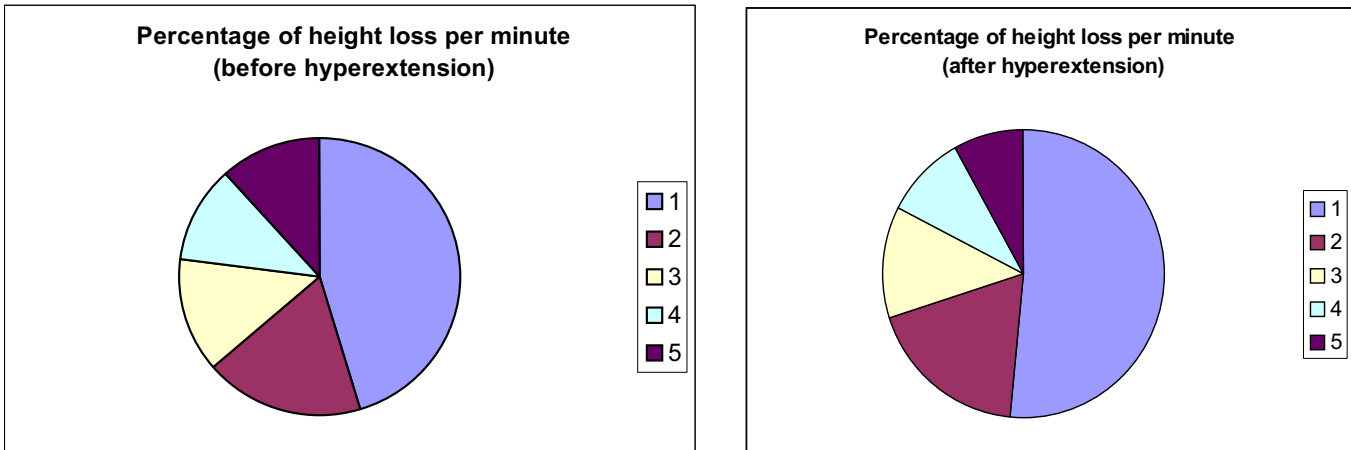 Percentage of height loss per minute
(before hyperextension)
1
2
3
4
5
Percentage of height loss per minute
(after hyperextension)
1
2
3
4
5